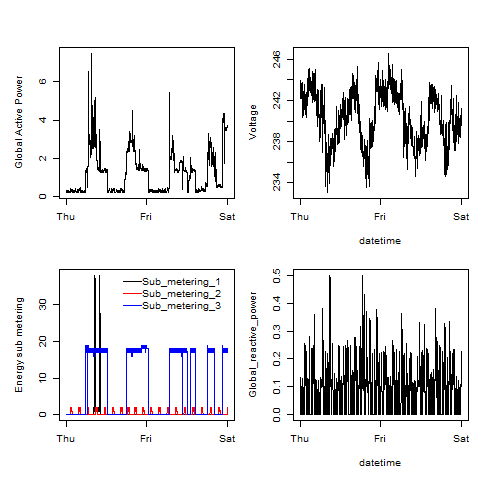 Global Active Power
6
4
2
0
Thu Fri Sat
Voltage
246
242
238
234
Thu Fri Sat
datetime
Energy sub metering
30
20
10
0
Sub_metering_1
Sub_metering_2
Sub_metering_3
Thu Fri Sat
Global_reactive_power
0.5
0.4
0.3
0.2
0.1
0.0
Thu Fri Sat
datetime